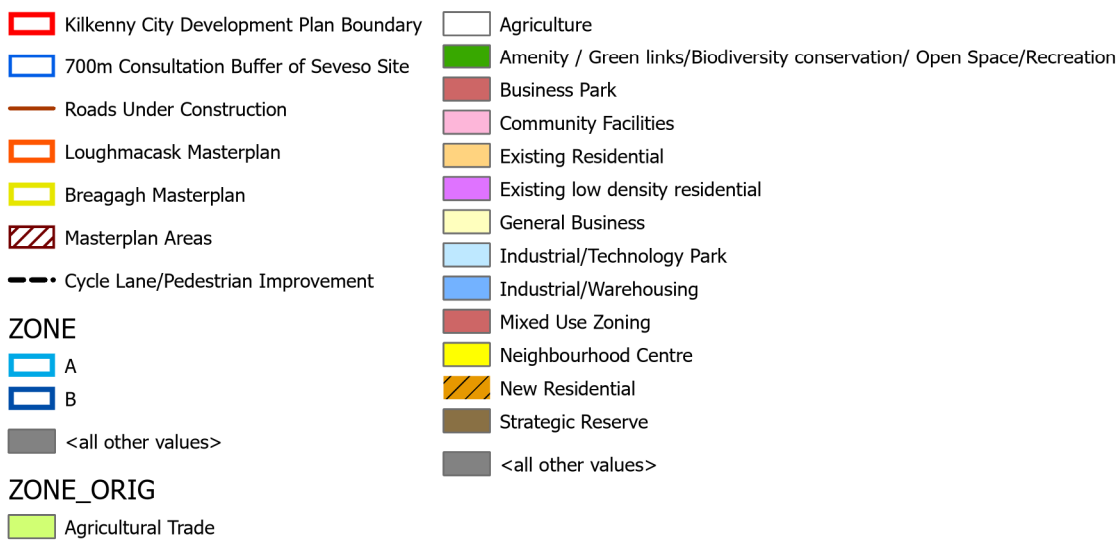 Kilkenny City Development Plan Boundary
700m Consultation Buffer of Seveso Site
Roads Under Construction
Loughmacask Masterplan
Breagagh Masterplan
Masterplan Areas
Cycle Lane/Pedestrian Improvement
ZONE
A
B
<all other values>
ZONE_ORIG
Agricultural Trade
Agriculture
Amenity / Green links/Biodiversity conservation/ Open Space/Recreation
Business Park
Community Facilities
Existing Residential
Existing low density residential
General Business
Industrial/Technology Park
Industrial/Warehousing
Mixed Use Zoning
Neighbourhood Centre
New Residential
Strategic Reserve
<all other values>